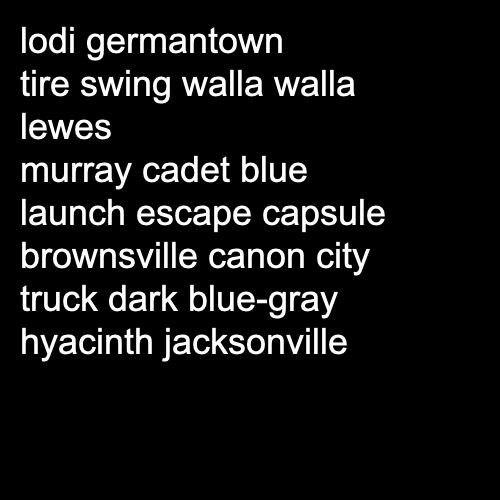 lodi germantown
tire swing walla walla
lewes
murray cadet blue
launch escape capsule
brownsville canon city
truck dark blue-gray
hyacinth jacksonville